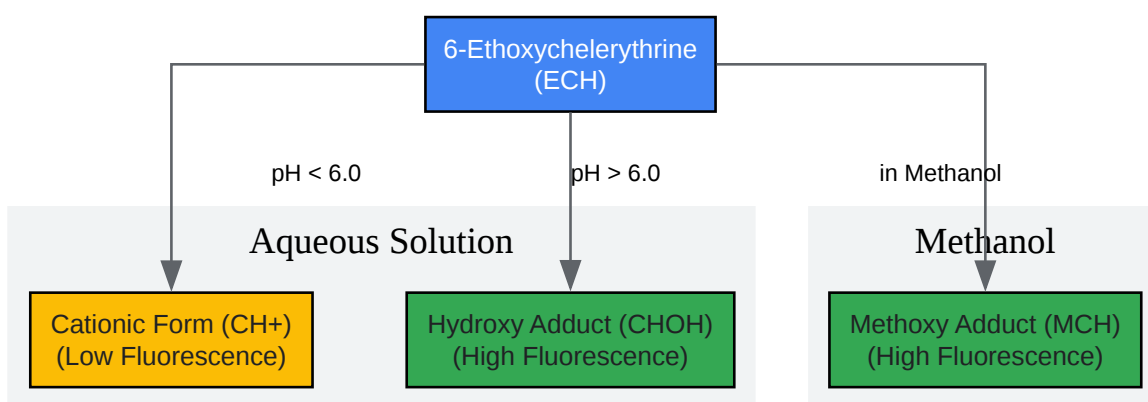 6-Ethoxychelerythrine
(ECH)
pH < 6.0
pH > 6.0
in Methanol
Aqueous Solution
Methanol
Cationic Form (CH+)
(Low Fluorescence)
Hydroxy Adduct (CHOH)
(High Fluorescence)
Methoxy Adduct (MCH)
(High Fluorescence)